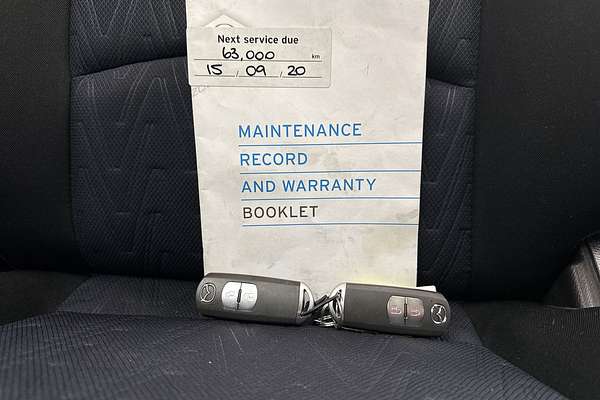 Next service due
63,000 km
15 / 09 / 20
MAINTENANCE
RECORD
AND WARRANTY
BOOKLET